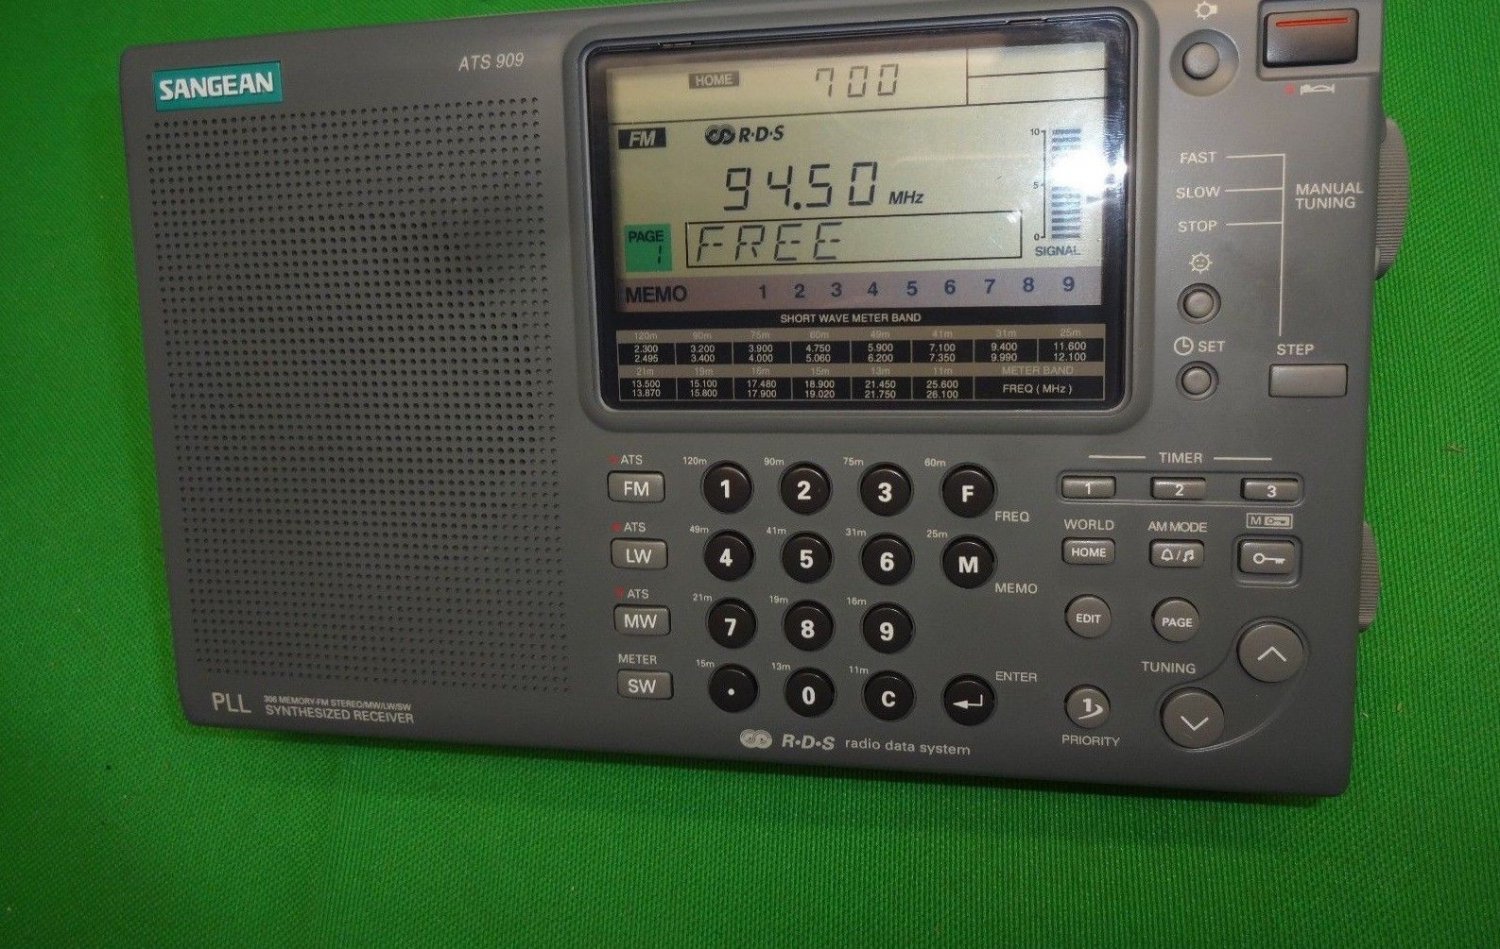 SANGEAN
ATS 909
HOME 700
FM R·D·S
94.50 MHz
PAGE 1
FREE
10
5
0
SIGNAL
MEMO 1 2 3 4 5 6 7 8 9
SHORT WAVE METER BAND
120m 90m 75m 60m 49m 41m 31m 25m
2.300 3.200 3.900 4.750 5.900 7.100 9.400 11.600
2.495 3.400 4.000 5.060 6.200 7.350 9.990 12.100
21m 19m 16m 15m 13m 11m METER BAND
13.500 15.100 17.480 18.900 21.450 25.600 FREQ ( MHz )
13.870 15.800 17.900 19.020 21.750 26.100
FAST
SLOW
STOP
MANUAL
TUNING
SET
STEP
ATS
FM
120m 1
90m 2
75m 3
60m F
FREQ
ATS
LW
49m 4
41m 5
31m 6
25m M
MEMO
ATS
MW
21m 7
19m 8
16m 9
METER
SW
15m ·
13m 0
11m C
ENTER
TIMER
1 2 3
WORLD
HOME
AM MODE
M
EDIT
PAGE
TUNING
PRIORITY
PLL
306 MEMORY-FM STEREO/MW/LW/SW
SYNTHESIZED RECEIVER
R·D·S radio data system